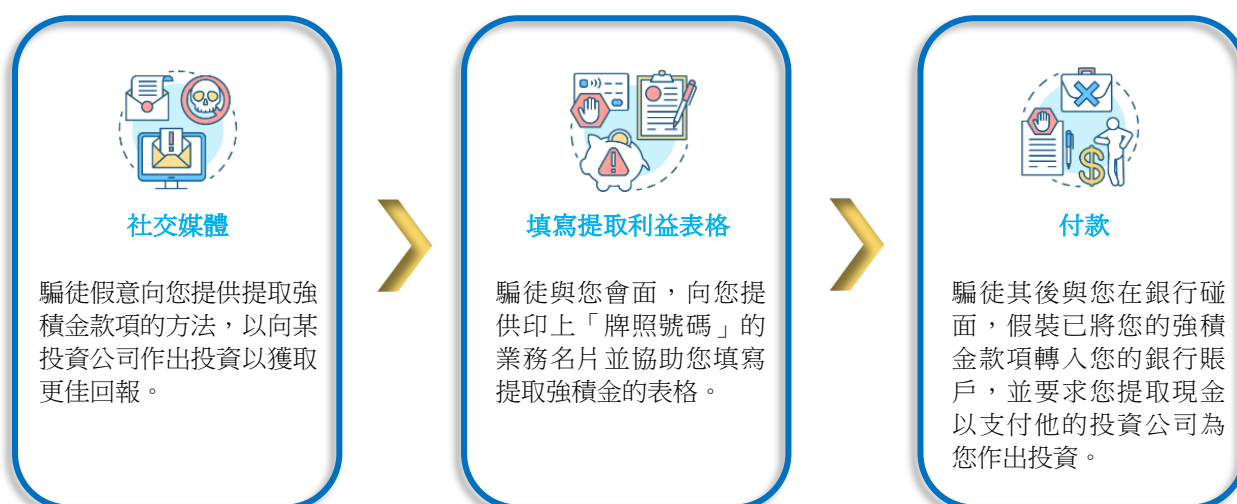 社交媒體
騙徒假意向您提供提取強
積金款項的方法，以向某
投資公司作出投資以獲取
更佳回報。
填寫提取利益表格
騙徒與您會面，向您提
供印上「牌照號碼」的
業務名片並協助您填寫
提取強積金的表格。
付款
騙徒其後與您在銀行碰
面，假裝已將您的強積
金款項轉入您的銀行賬
戶，並要求您提取現金
以支付他的投資公司為
您作出投資。